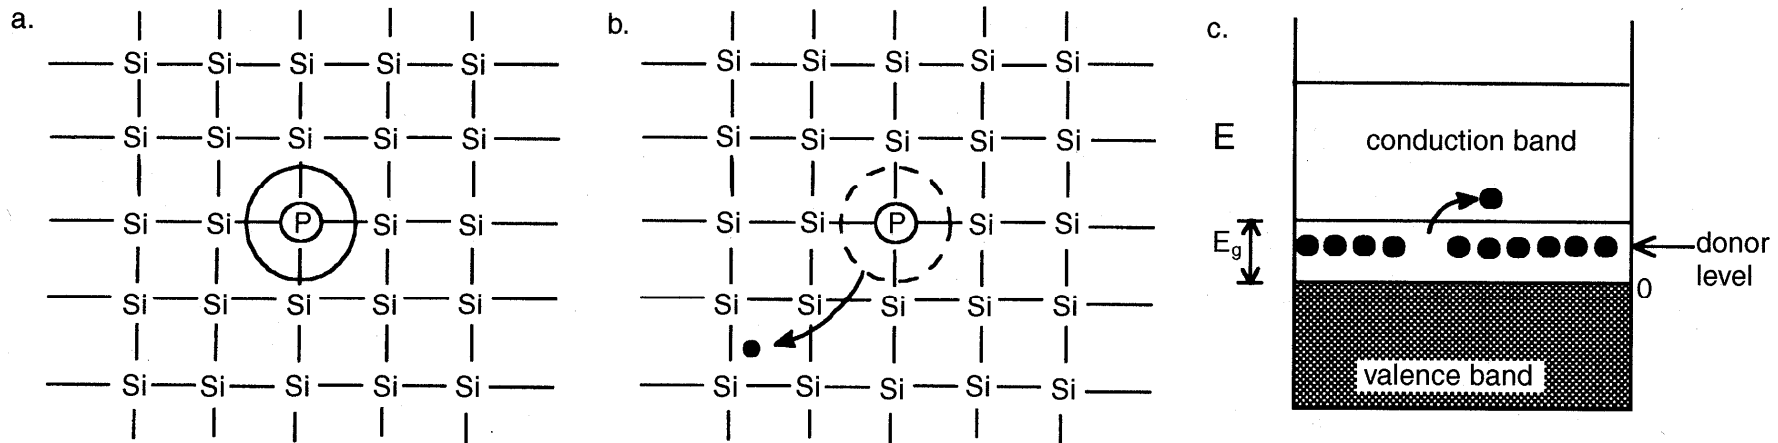 a.
Si Si Si Si Si
Si Si Si Si Si
Si Si P Si Si
Si Si Si Si Si
Si Si Si Si Si
b.
Si Si Si Si Si
Si Si Si Si Si
Si Si P Si Si
Si Si Si Si Si
Si Si Si Si Si
c.
E
conduction band
Eg
donor
level
0
valence band